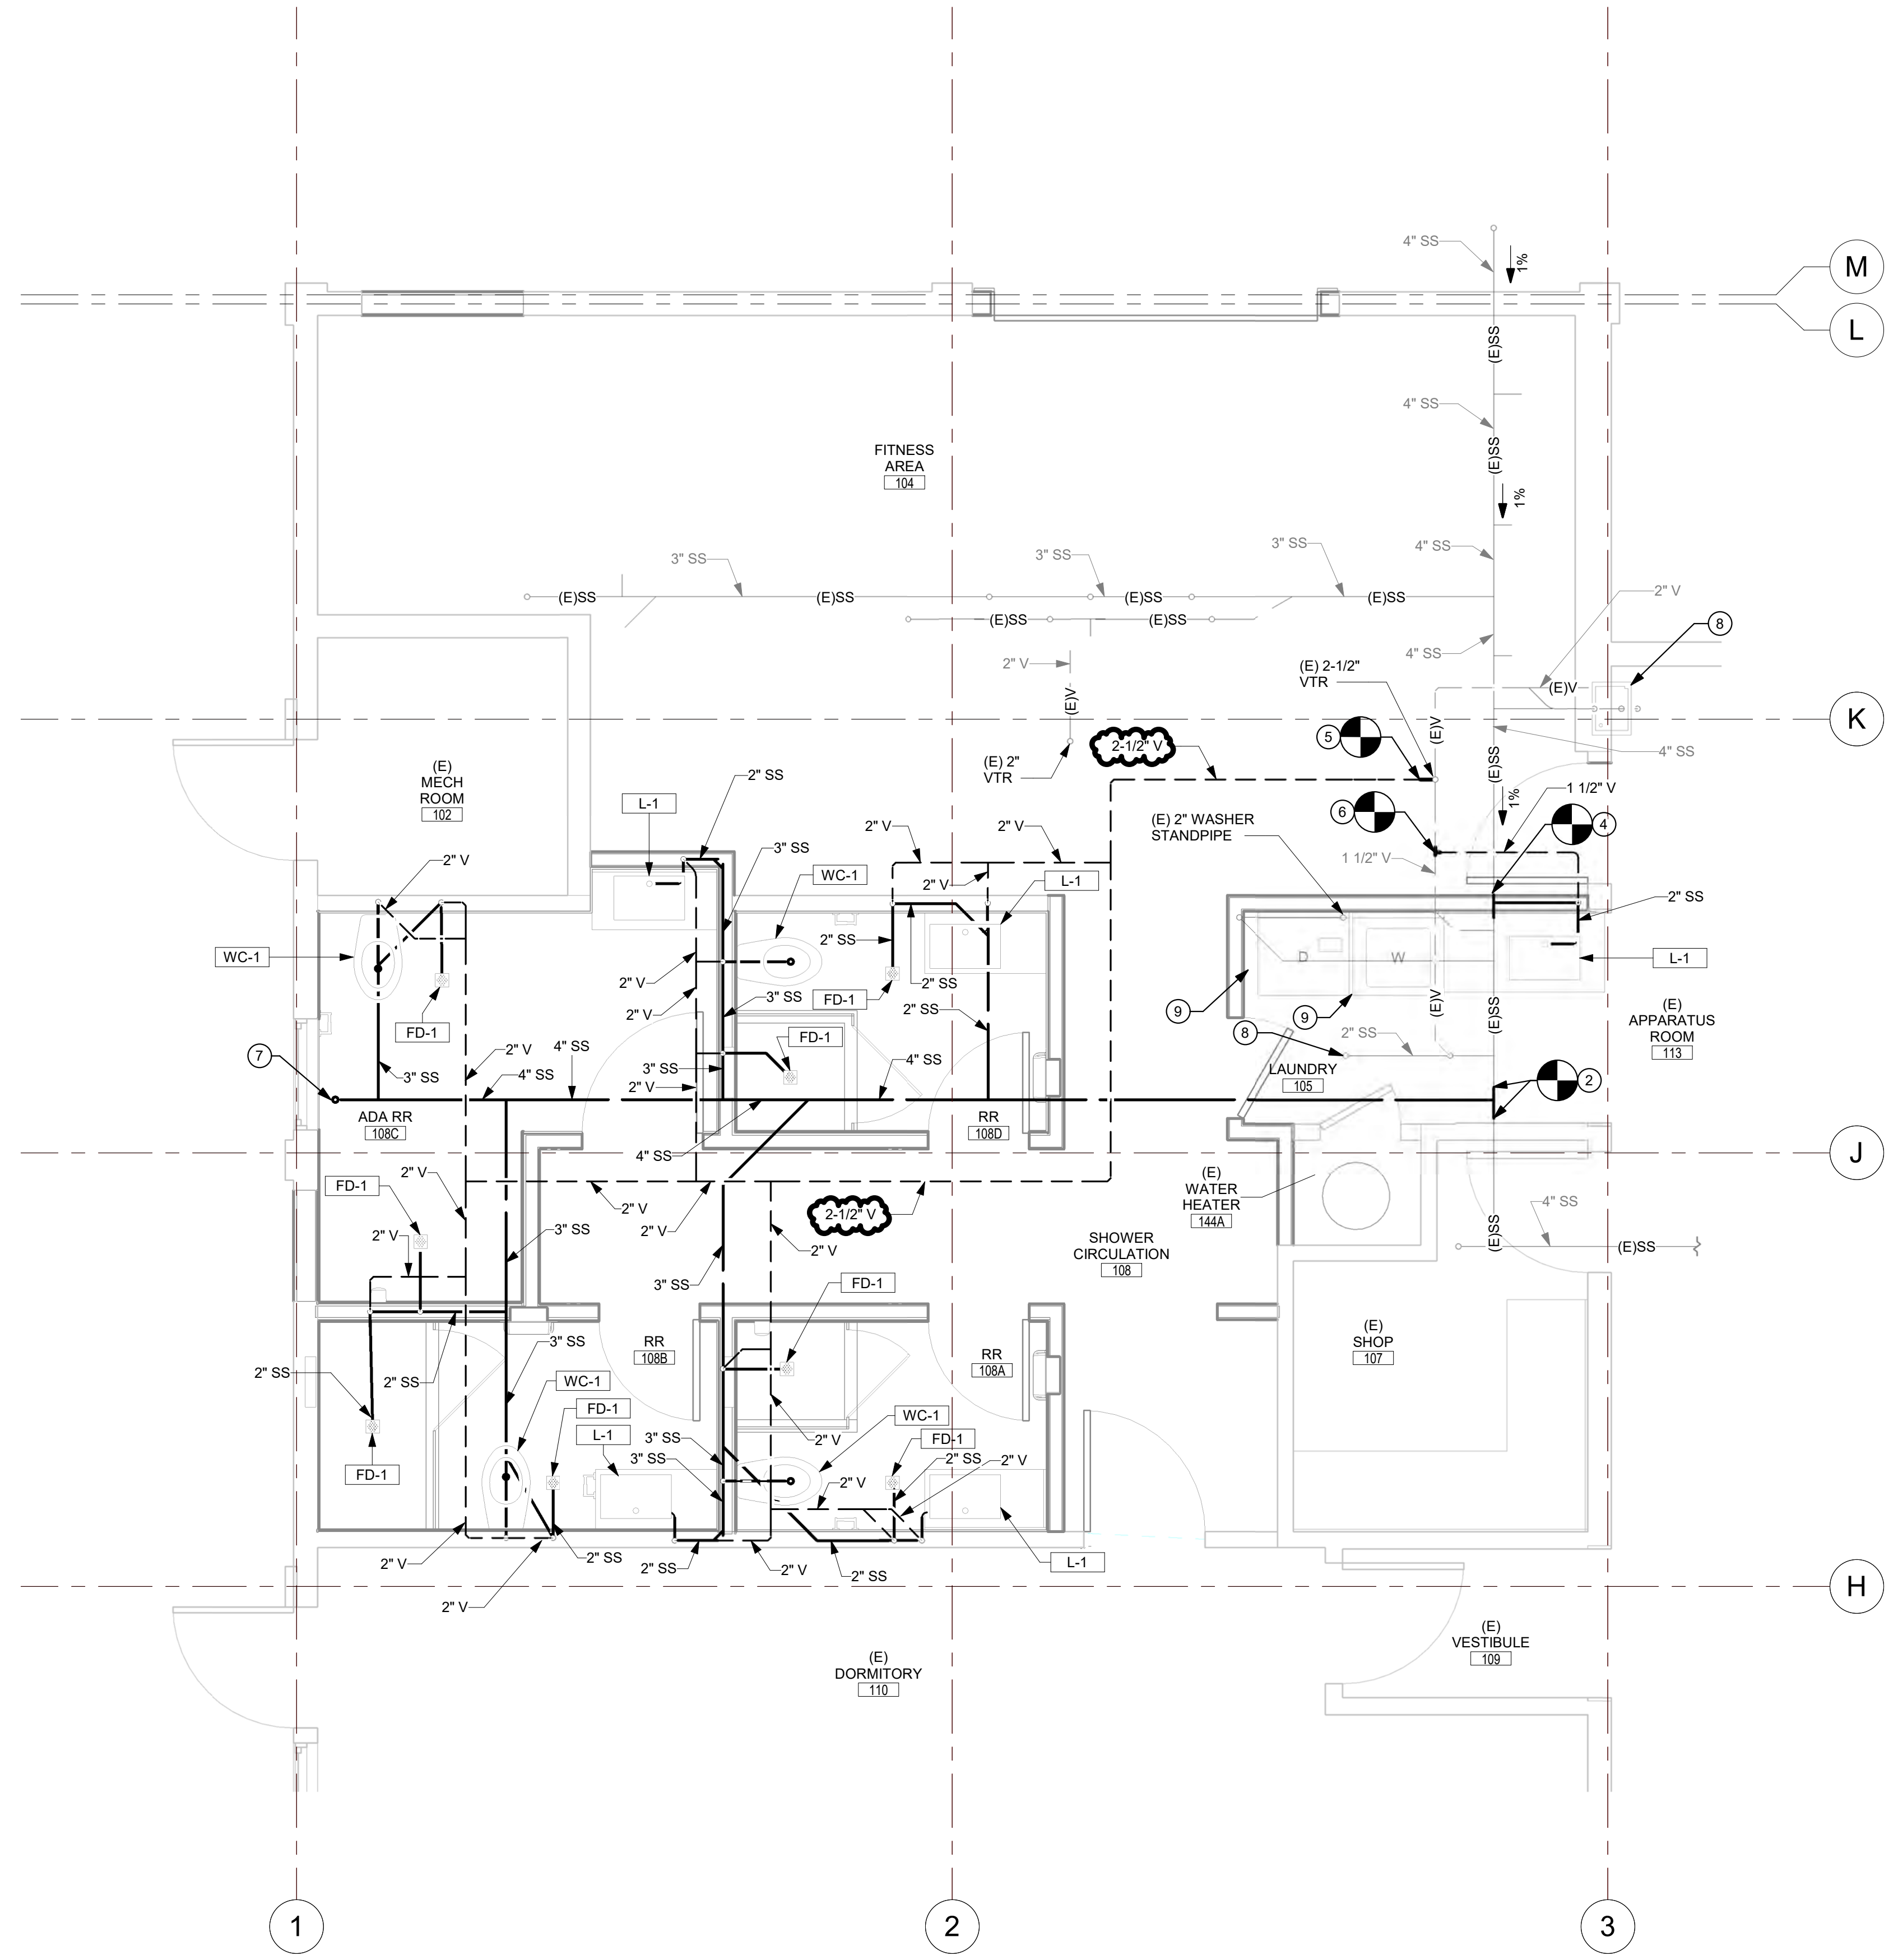 4" SS
1%
M
L
(E)SS
4" SS
(E)SS
FITNESS
AREA
104
1%
3" SS
3" SS
3" SS
4" SS
(E)SS
(E)SS
(E)SS
(E)SS
(E)SS
(E)SS
2" V
8
4" SS
2" V
(E) 2-1/2"
VTR
(E)V
(E)V
(E)V
K
5
2-1/2" V
4" SS
(E) 2"
VTR
(E)SS
2" SS
(E)
MECH
ROOM
102
1 1/2" V
1%
L-1
6
4
(E) 2" WASHER
STANDPIPE
2" V
2" V
3" SS
2" V
1 1/2" V
WC-1
2" V
L-1
2" SS
2" SS
WC-1
D
W
L-1
2" V
2" SS
FD-1
3" SS
2" SS
(E)V
(E)SS
9
9
(E)
APPARATUS
ROOM
113
2" V
FD-1
FD-1
8
2" SS
7
2" V
4" SS
4" SS
3" SS
3" SS
2" V
4" SS
LAUNDRY
105
2
ADA RR
108C
RR
108D
4" SS
J
2" V
FD-1
(E)
WATER
HEATER
144A
4" SS
2" V
2-1/2" V
2" V
3" SS
2" V
2" V
(E)SS
(E)SS
SHOWER
CIRCULATION
108
3" SS
FD-1
3" SS
RR
108B
RR
108A
(E)
SHOP
107
2" SS
2" SS
WC-1
FD-1
WC-1
L-1
FD-1
3" SS
2" V
3" SS
2" SS
2" V
FD-1
2" V
2" V
2" SS
2" SS
2" V
2" SS
L-1
H
2" V
(E)
VESTIBULE
109
(E)
DORMITORY
110
1
2
3